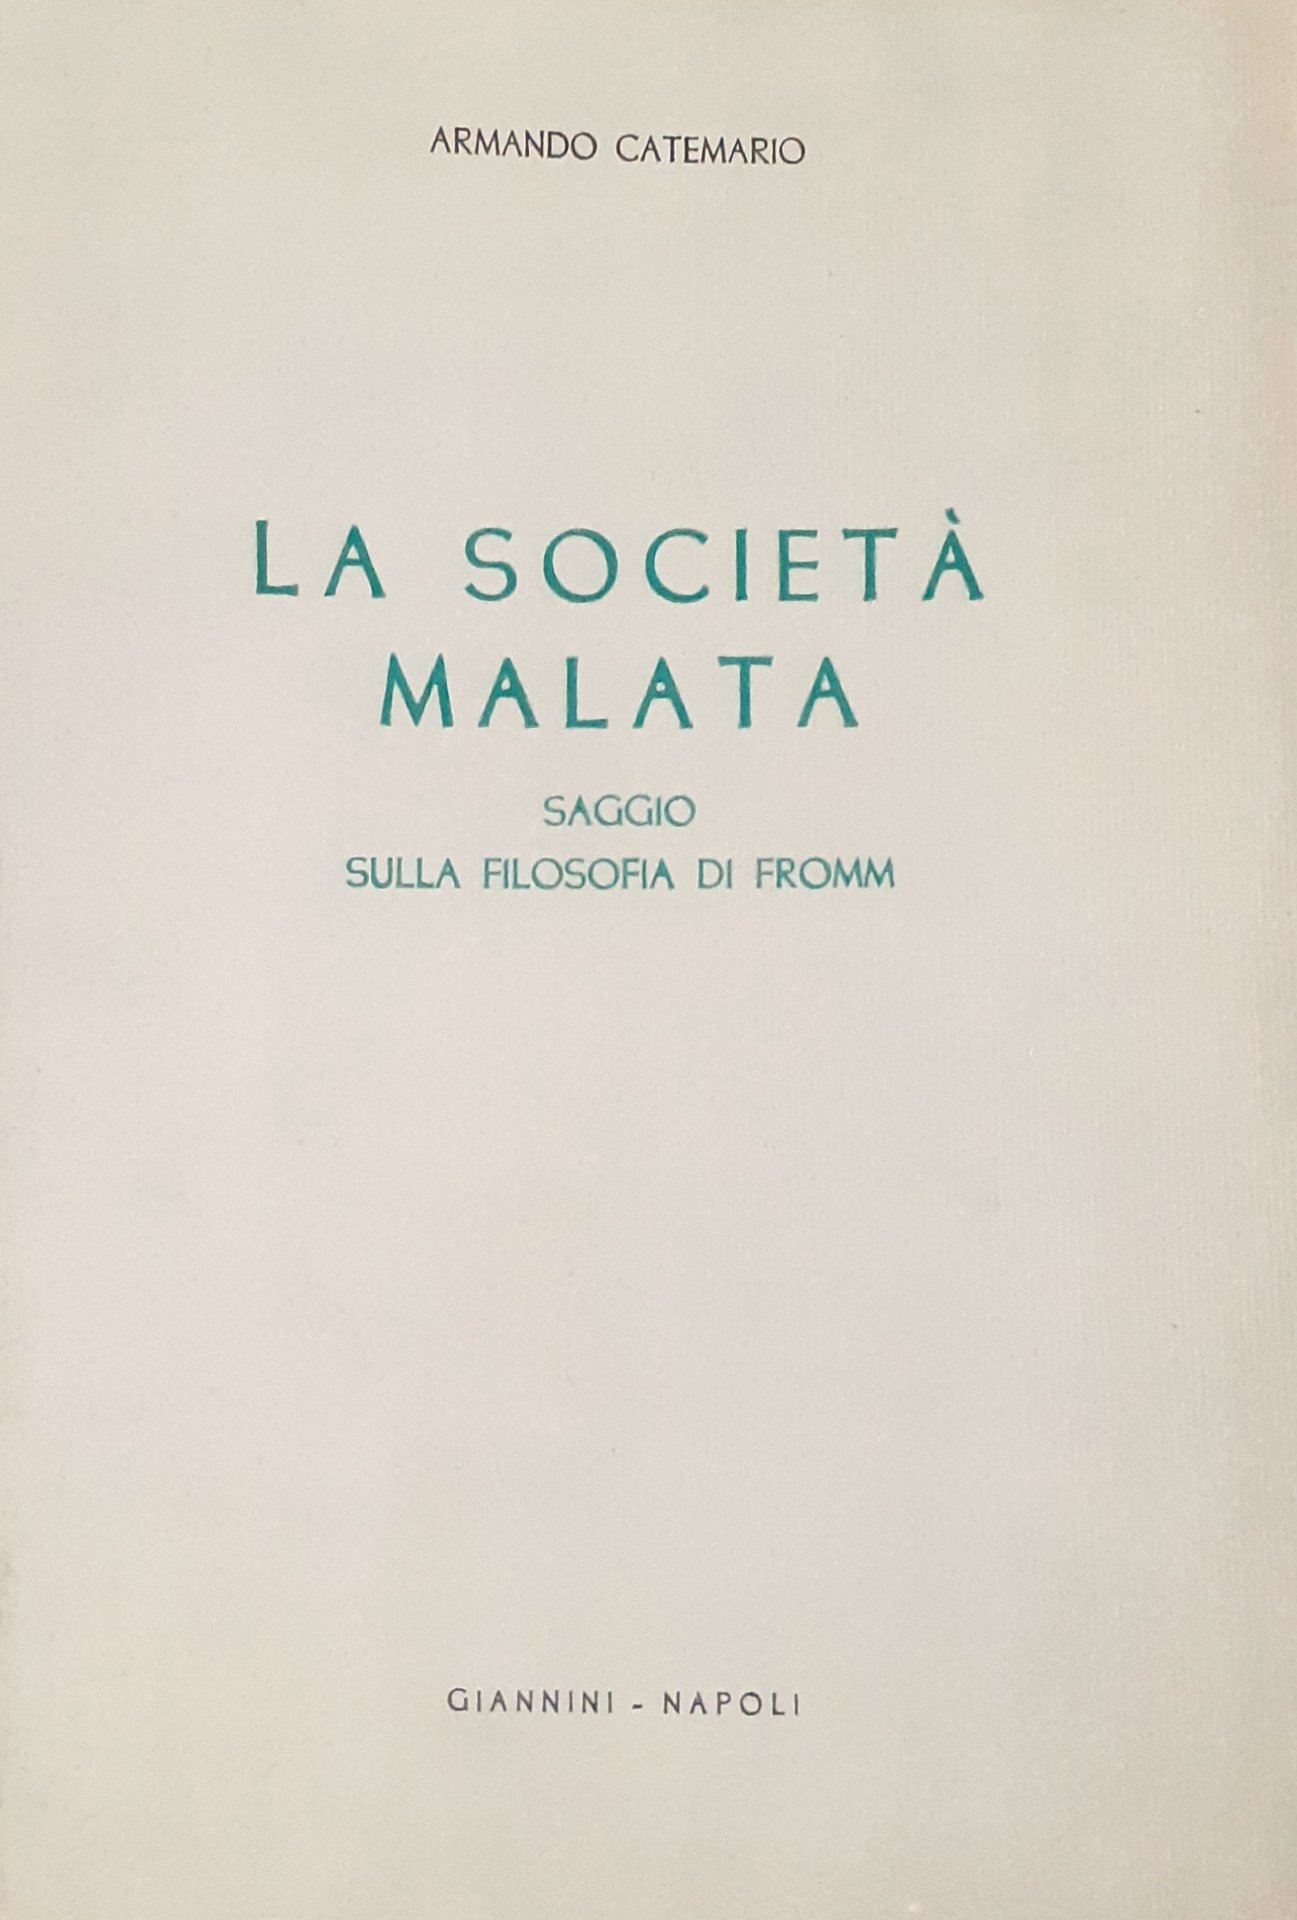 ARMANDO CATEMARIO
LA SOCIETÀ
MALATA
SAGGIO
SULLA FILOSOFIA DI FROMM
GIANNINI - NAPOLI